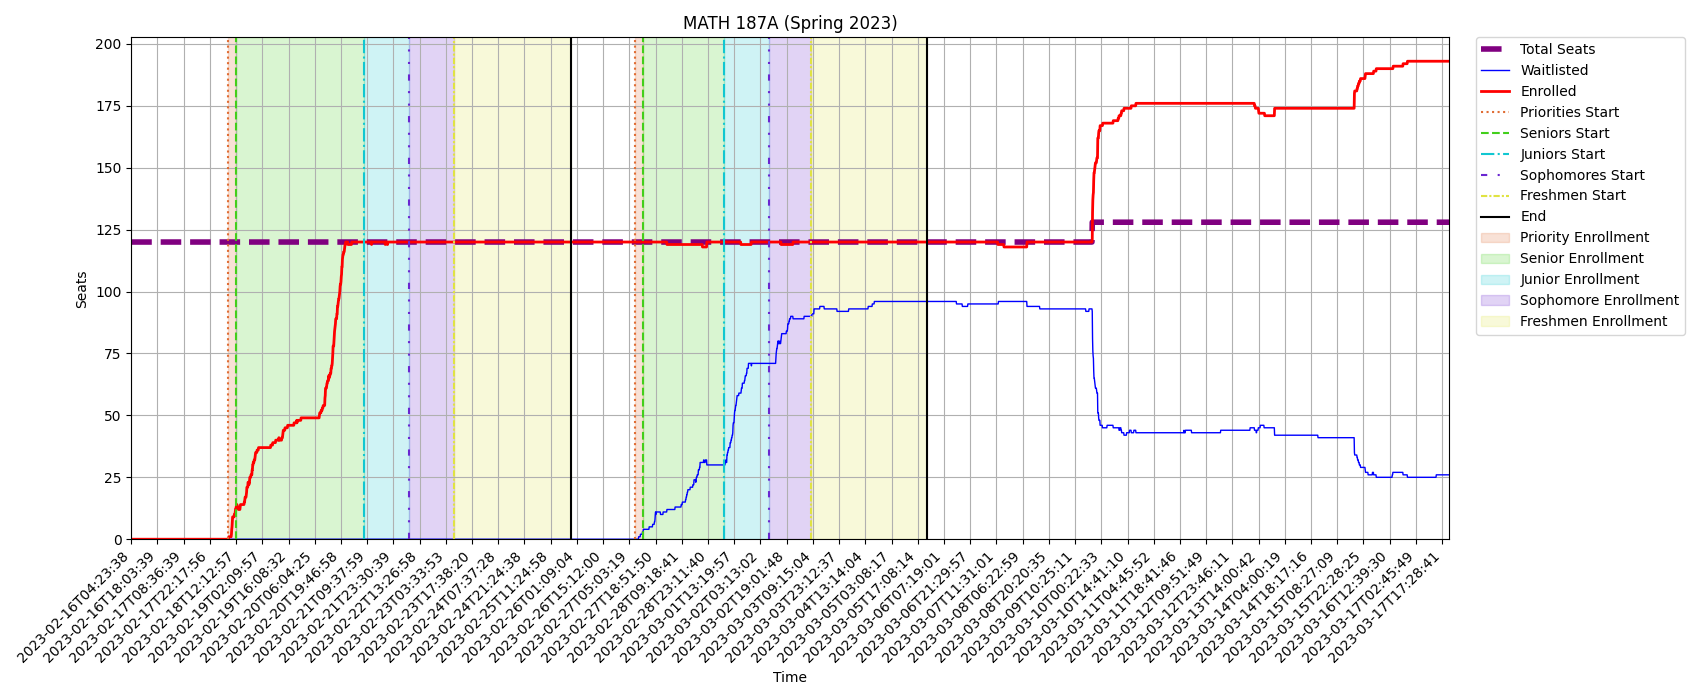 MATH 187A (Spring 2023)
Seats
200
175
150
125
100
75
50
25
0
2023-02-16T04:23:38
2023-02-16T18:03:39
2023-02-17T08:36:39
2023-02-17T22:17:56
2023-02-18T12:12:57
2023-02-19T02:09:57
2023-02-19T16:08:32
2023-02-20T06:04:25
2023-02-20T19:46:58
2023-02-21T09:37:59
2023-02-21T23:30:39
2023-02-22T13:26:58
2023-02-23T03:33:53
2023-02-23T17:38:20
2023-02-24T07:37:28
2023-02-24T21:24:38
2023-02-25T11:24:58
2023-02-26T01:09:04
2023-02-26T15:12:00
2023-02-27T05:03:19
2023-02-27T18:51:50
2023-02-28T09:18:41
2023-02-28T23:11:40
2023-03-01T13:19:57
2023-03-02T03:13:02
2023-03-02T19:01:48
2023-03-03T09:15:04
2023-03-03T23:12:37
2023-03-04T13:14:04
2023-03-05T03:08:17
2023-03-05T17:08:14
2023-03-06T07:19:01
2023-03-06T21:29:57
2023-03-07T11:31:01
2023-03-08T06:22:59
2023-03-08T20:20:35
2023-03-09T10:25:11
2023-03-10T00:22:33
2023-03-10T14:41:10
2023-03-11T04:45:52
2023-03-11T18:41:46
2023-03-12T09:51:49
2023-03-12T23:46:11
2023-03-14T04:00:42
2023-03-14T04:00:19
2023-03-14T18:17:16
2023-03-15T08:27:09
2023-03-15T22:28:25
2023-03-16T12:39:30
2023-03-17T02:45:49
2023-03-17T17:28:41
Time
Total Seats
Waitlisted
Enrolled
Priorities Start
Seniors Start
Juniors Start
Sophomores Start
Freshmen Start
End
Priority Enrollment
Senior Enrollment
Junior Enrollment
Sophomore Enrollment
Freshmen Enrollment